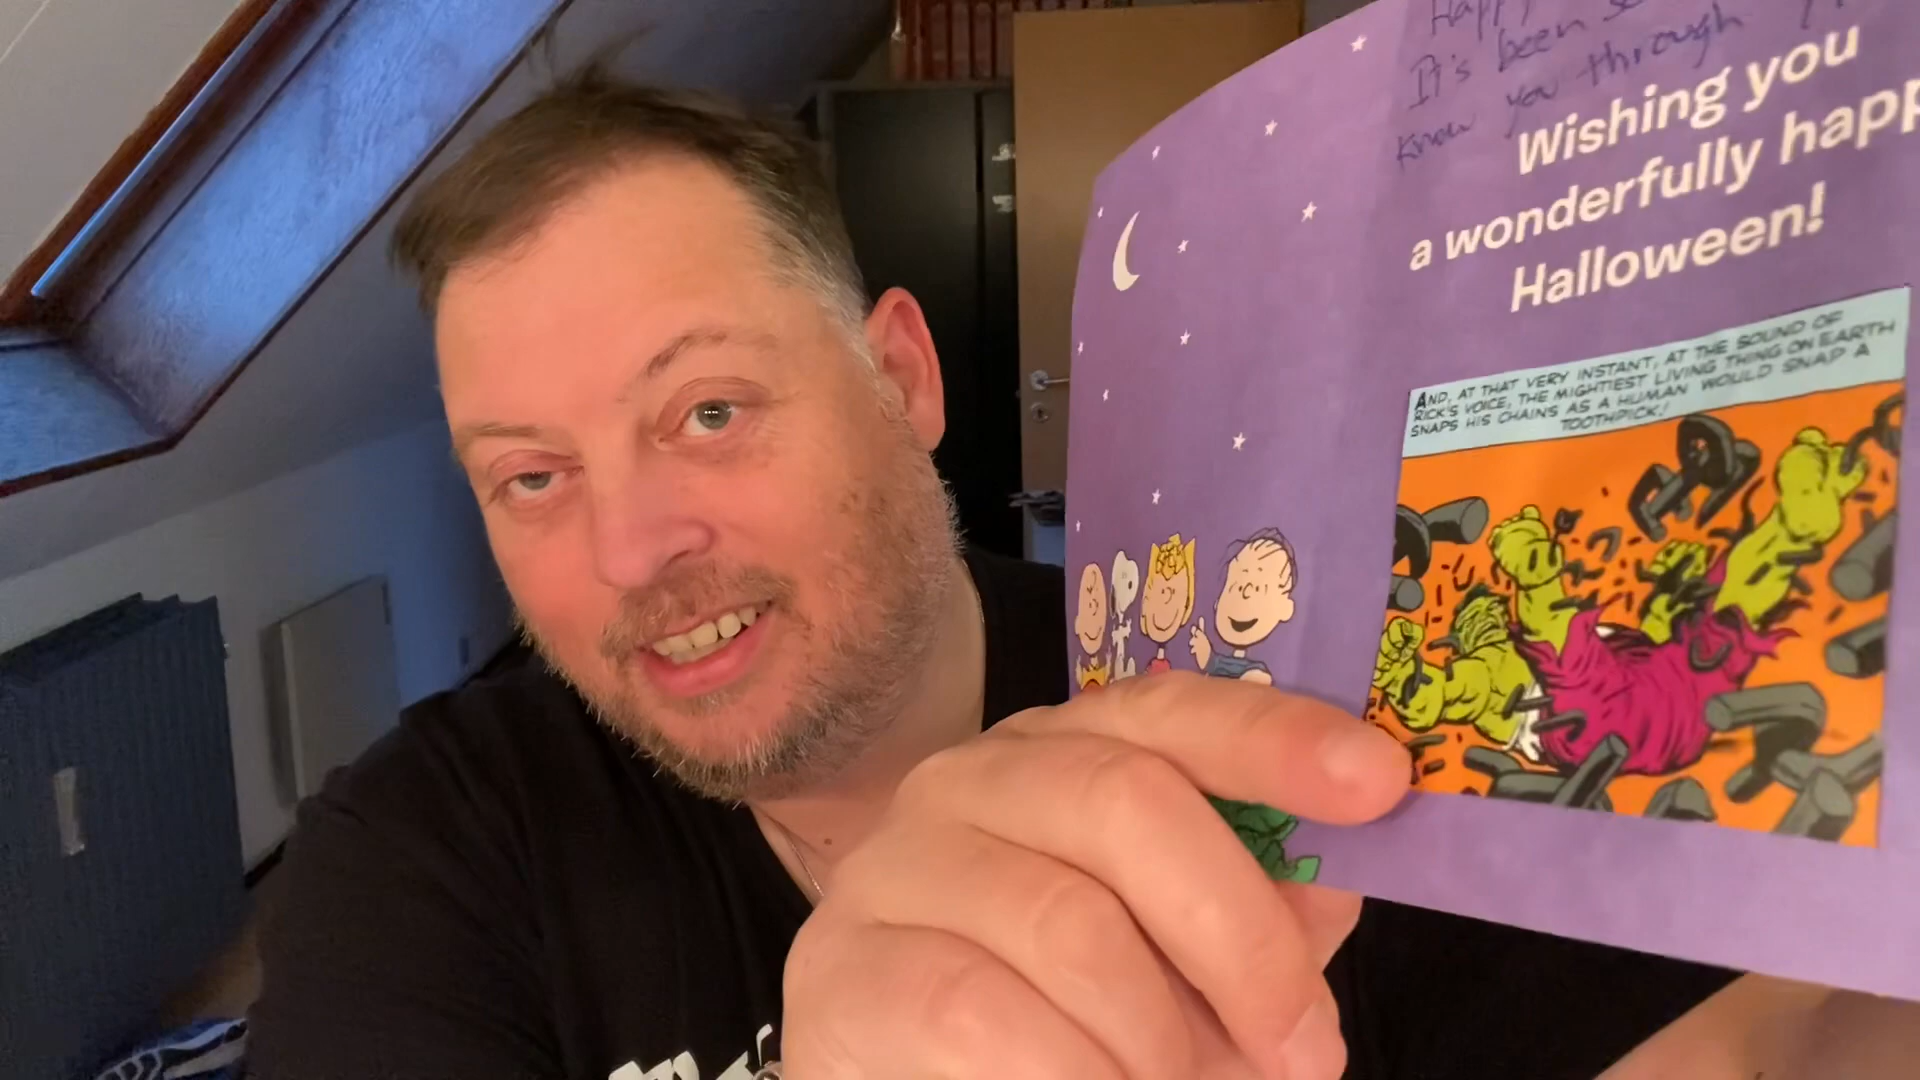 Happy
It's been
know you through
Wishing you
a wonderfully happ
Halloween!
AND, AT THAT VERY INSTANT, AT THE SOUND OF
RICK'S VOICE, THE MIGHTIEST LIVING THING ON EARTH
SNAPS HIS CHAINS AS A HUMAN WOULD SNAP A
TOOTHPICK!